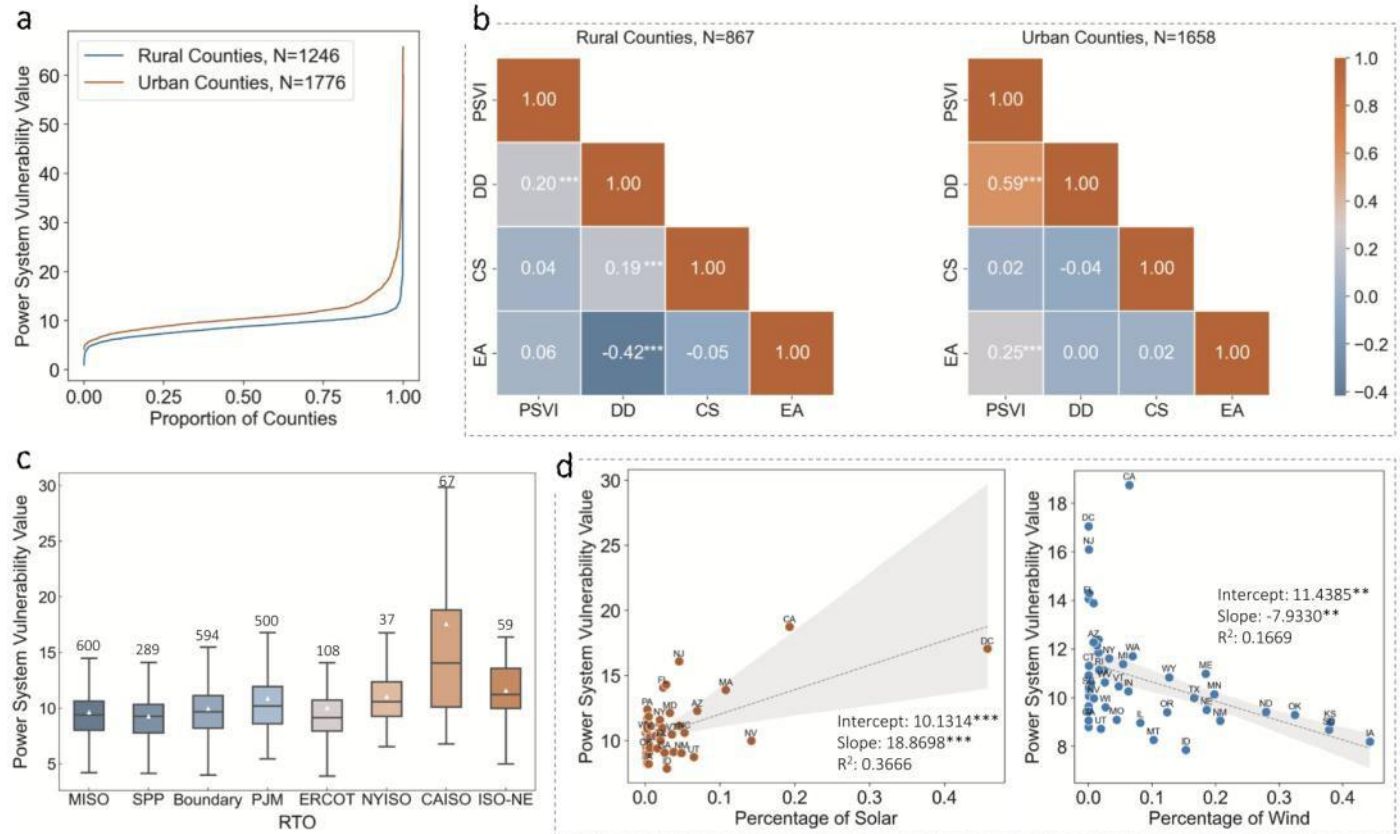 a
Power System Vulnerability Value
60
50
40
30
20
10
0
Rural Counties, N=1246
Urban Counties, N=1776
0.00 0.25 0.50 0.75 1.00
Proportion of Counties
b
Rural Counties, N=867
PSVI
1.00
DD
0.20 *** 1.00
CS
0.04 0.19 *** 1.00
EA
0.06 -0.42 *** -0.05 1.00
PSVI DD CS EA
Urban Counties, N=1658
PSVI
1.00
DD
0.59 *** 1.00
CS
0.02 -0.04 1.00
EA
0.25 *** 0.00 0.02 1.00
PSVI DD CS EA
1.0
0.8
0.6
0.4
0.2
0.0
-0.2
-0.4
c
Power System Vulnerability Value
30
25
20
15
10
5
600 289 594 500 108 37 67 59
MISO SPP Boundary PJM ERCOT NYISO CAISO ISO-NE
RTO
d
Power System Vulnerability Value
30
25
20
15
10
CA
DC
NJ
FL
MA
PA
MD
AZ
NY
NV
NM
UT
ID
Intercept: 10.1314***
Slope: 18.8698***
R²: 0.3666
0.0 0.1 0.2 0.3 0.4
Percentage of Solar
Power System Vulnerability Value
18
16
14
12
10
8
CA
DC
NJ
AZ
NY
MI
WA
CT
RI
VT
IN
WY
ME
MN
TX
NE
NM
ND
OK
KS
IA
WI
MO
UT
IL
OR
MT
ID
Intercept: 11.4385**
Slope: -7.9330**
R²: 0.1669
0.0 0.1 0.2 0.3 0.4
Percentage of Wind